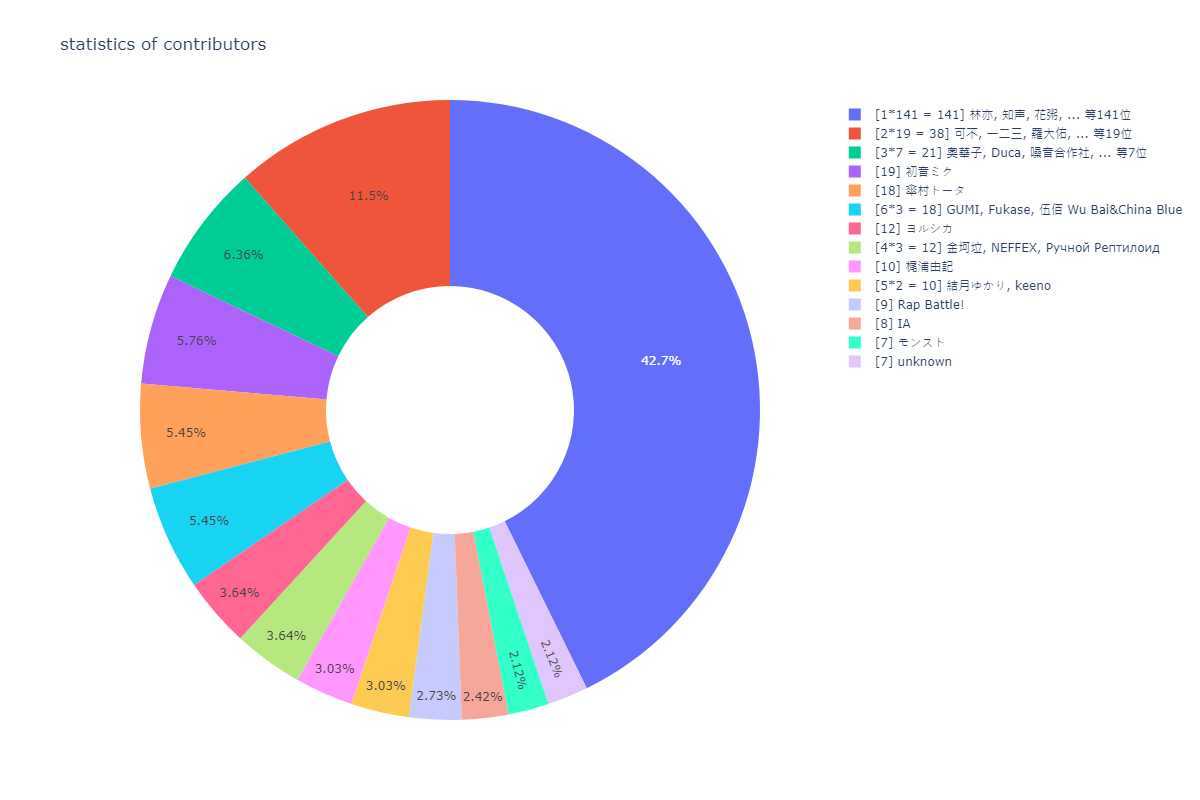 statistics of contributors
42.7%
11.5%
6.36%
5.76%
5.45%
5.45%
3.64%
3.64%
3.03%
3.03%
2.73%
2.42%
2.12%
2.12%
[1*141 = 141] 林亦, 知声, 花粥, ... 等141位
[2*19 = 38] 可不, 一二三, 羅大佑, ... 等19位
[3*7 = 21] 奥華子, Duca, 嗓音合作社, ... 等7位
[19] 初音ミク
[18] 傘村トータ
[6*3 = 18] GUMI, Fukase, 伍佰 Wu Bai&China Blue
[12] ヨルシカ
[4*3 = 12] 金坷垃, NEFFEX, Ручной Рептилоид
[10] 梶浦由記
[5*2 = 10] 結月ゆかり, keeno
[9] Rap Battle!
[8] IA
[7] モンスト
[7] unknown